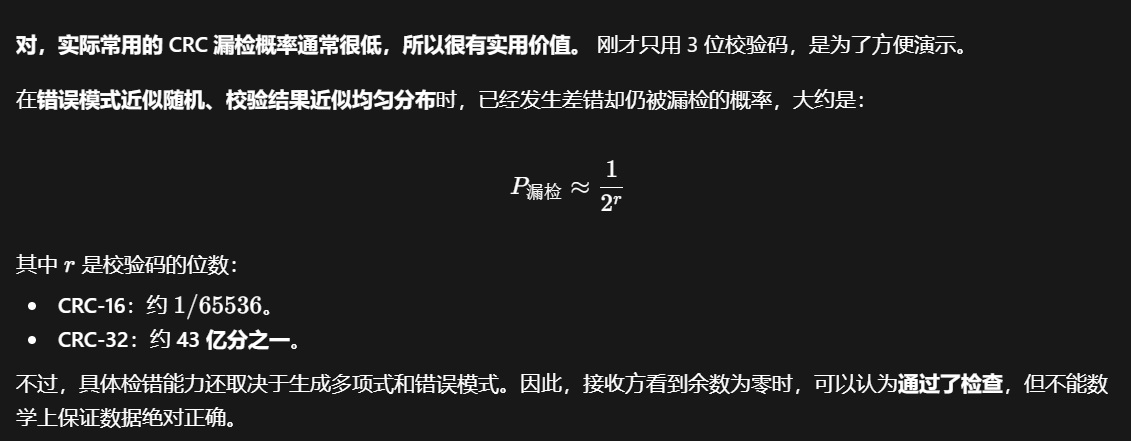 对，实际常用的 CRC 漏检概率通常很低，所以很有实用价值。 刚才只用 3 位校验码，是为了方便演示。
在错误模式近似随机、校验结果近似均匀分布时，已经发生差错却仍被漏检的概率，大约是：
P漏检 ≈ 1/2^r
其中 r 是校验码的位数：
• CRC-16：约 1/65536。
• CRC-32：约 43 亿分之一。
不过，具体检错能力还取决于生成多项式和错误模式。因此，接收方看到余数为零时，可以认为通过了检查，但不能数
学上保证数据绝对正确。